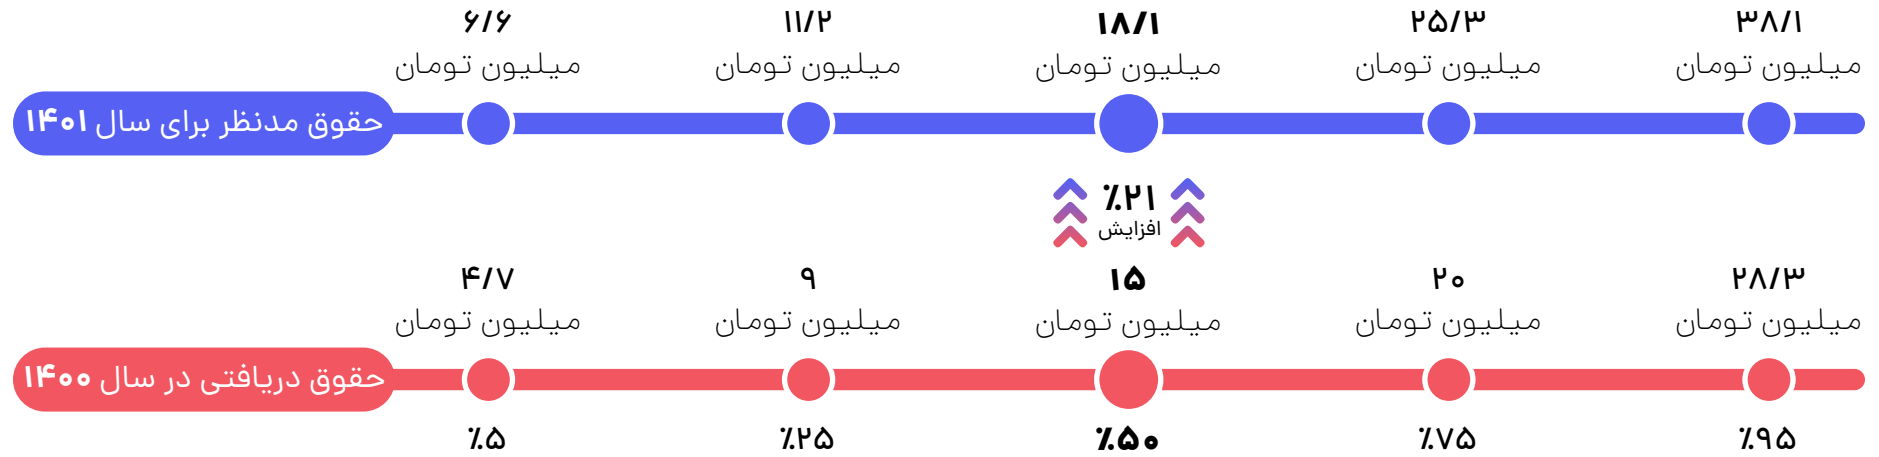 ۶/۶
۱۱/۲
۱۸/۱
۲۵/۳
۳۸/۱
میلیون تومان
میلیون تومان
میلیون تومان
میلیون تومان
میلیون تومان
حقوق مدنظر برای سال ۱۴۰۱
٪۲۱
افزایش
۴/۷
۹
۱۵
۲۰
۲۸/۳
میلیون تومان
میلیون تومان
میلیون تومان
میلیون تومان
میلیون تومان
حقوق دریافتی در سال ۱۴۰۰
٪۵
٪۲۵
٪۵۰
٪۷۵
٪۹۵